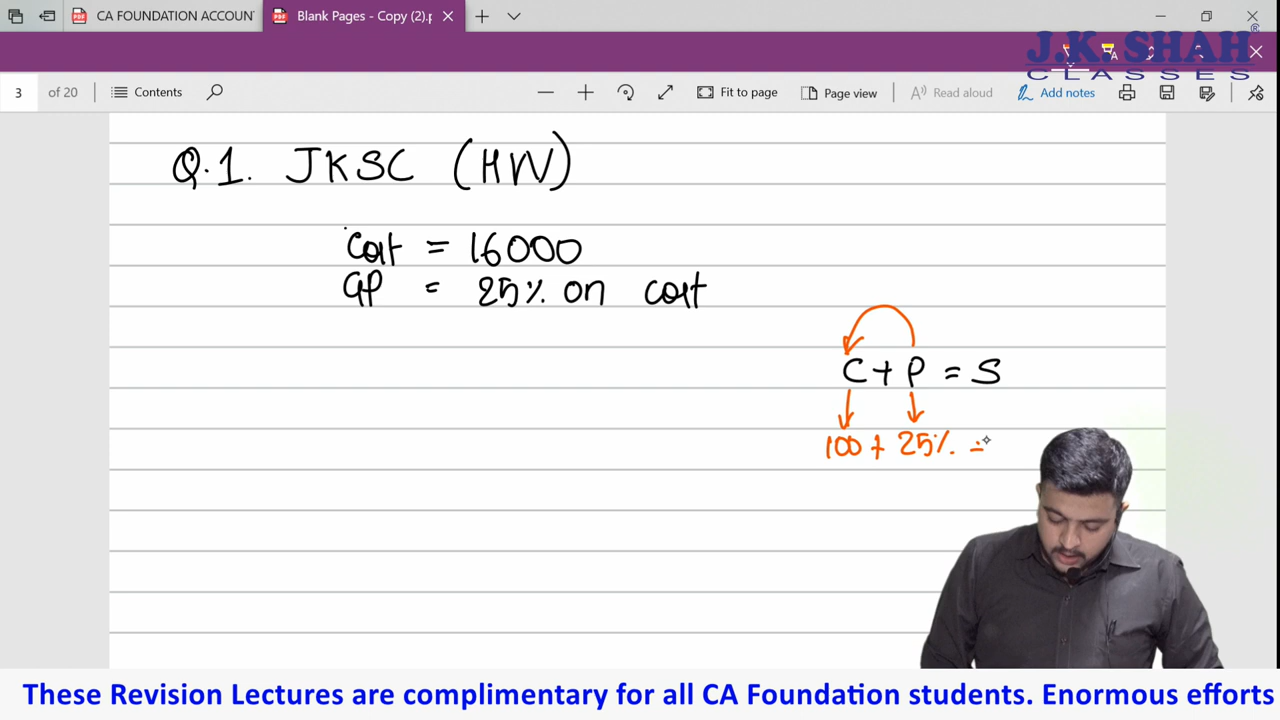 CA FOUNDATION ACCOUNT
Blank Pages - Copy (2).p
J.K. SHAH®
CLASSES
3 of 20 Contents Fit to page Page view Read aloud Add notes
Q.1. JKSC (HW)
Cost = 16000
GP = 25% on cost
C + P = S
100 + 25% =
These Revision Lectures are complimentary for all CA Foundation students. Enormous efforts